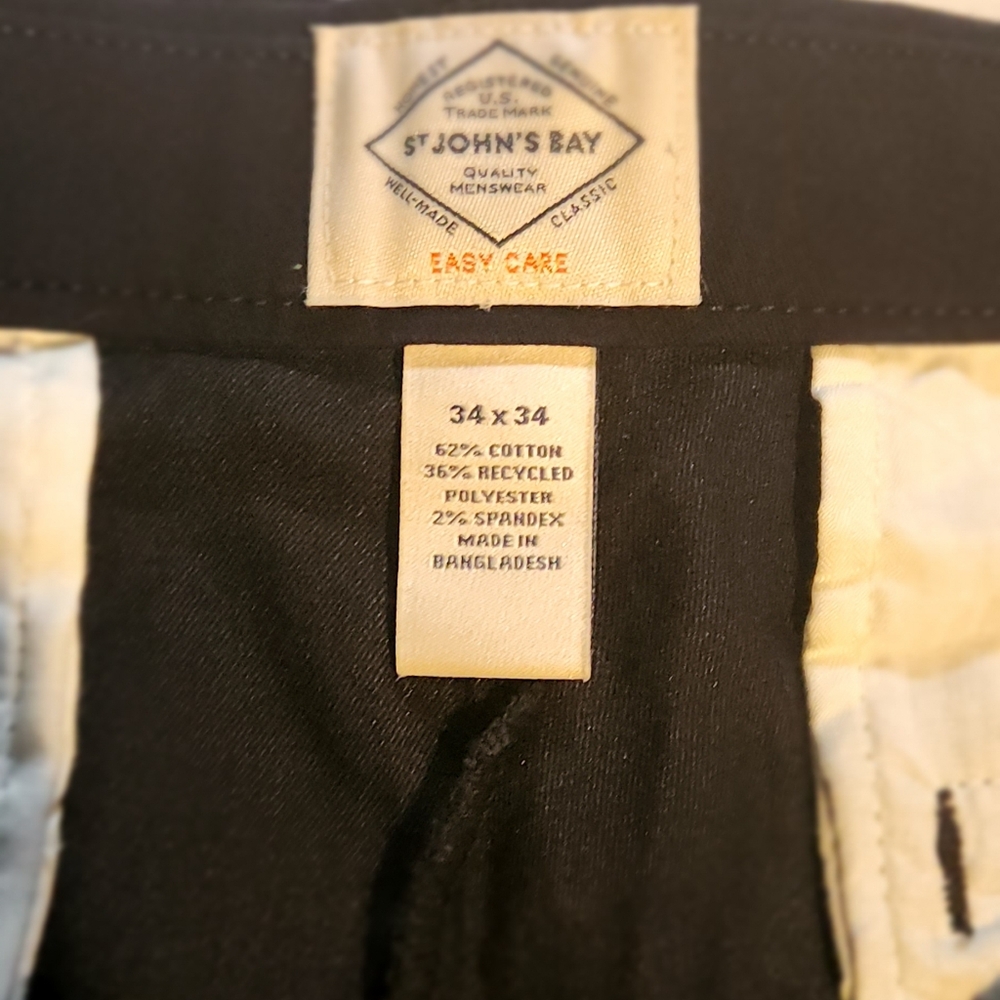 HONEST
GENUINE
REGISTERED
U.S.
TRADE MARK
ST JOHN'S BAY
QUALITY
MENSWEAR
WELL-MADE
CLASSIC
EASY CARE
34 x 34
62% COTTON
36% RECYCLED
POLYESTER
2% SPANDEX
MADE IN
BANGLADESH